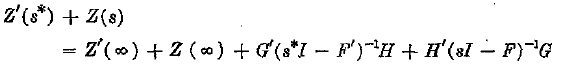 Z′(s*) + Z(s)
= Z′(∞) + Z(∞) + G′(s*I − F′)⁻¹H + H′(sI − F)⁻¹G